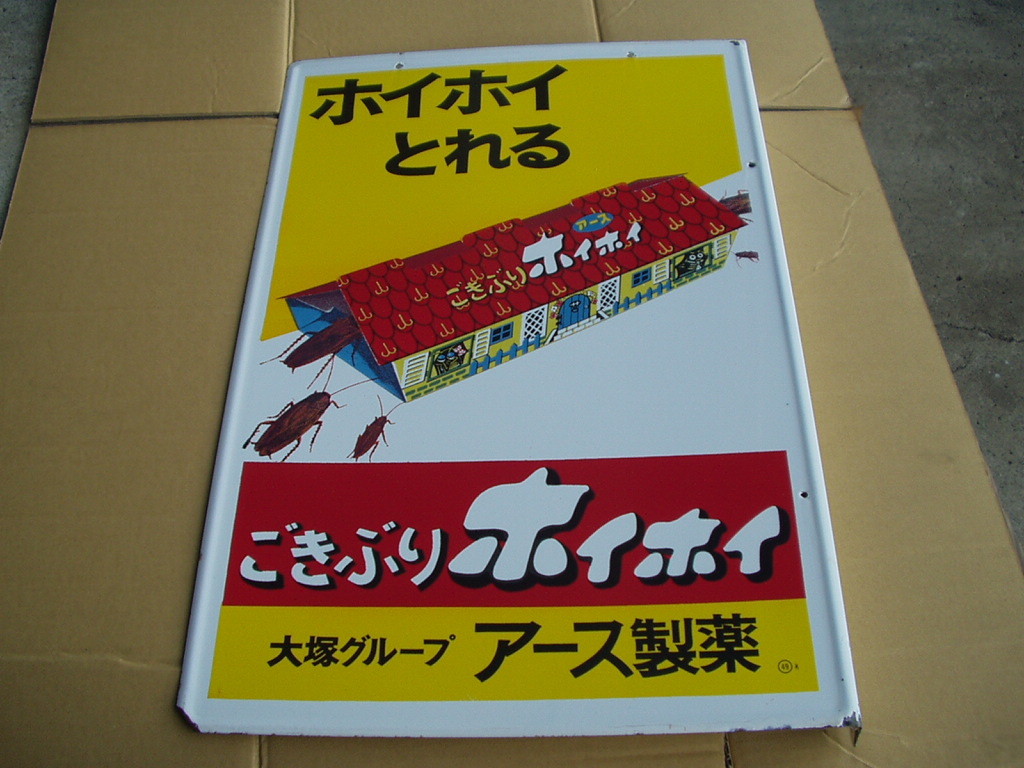 ホイホイ
とれる
アース
ごきぶりホイホイ
ごきぶりホイホイ
大塚グループ アース製薬